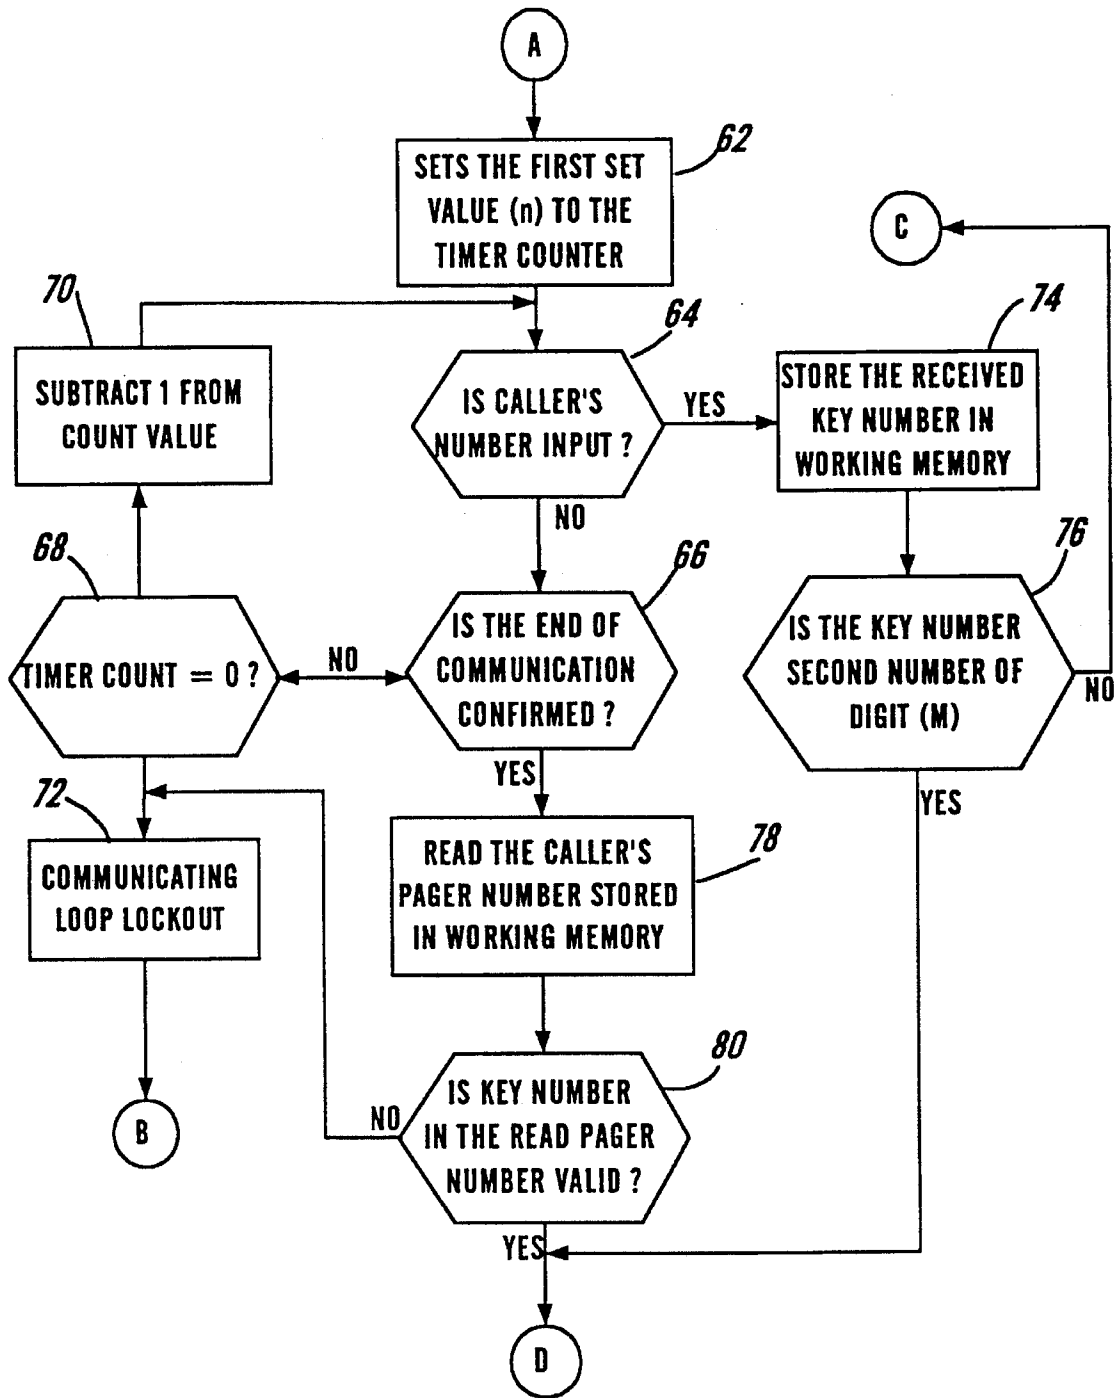 A
62
SETS THE FIRST SET
VALUE (n) TO THE
TIMER COUNTER
C
70
SUBTRACT 1 FROM
COUNT VALUE
64
IS CALLER'S
NUMBER INPUT ?
YES
NO
74
STORE THE RECEIVED
KEY NUMBER IN
WORKING MEMORY
68
TIMER COUNT = 0 ?
NO
66
IS THE END OF
COMMUNICATION
CONFIRMED ?
YES
76
IS THE KEY NUMBER
SECOND NUMBER OF
DIGIT (M)
NO
YES
72
COMMUNICATING
LOOP LOCKOUT
78
READ THE CALLER'S
PAGER NUMBER STORED
IN WORKING MEMORY
B
80
IS KEY NUMBER
IN THE READ PAGER
NUMBER VALID ?
NO
YES
D